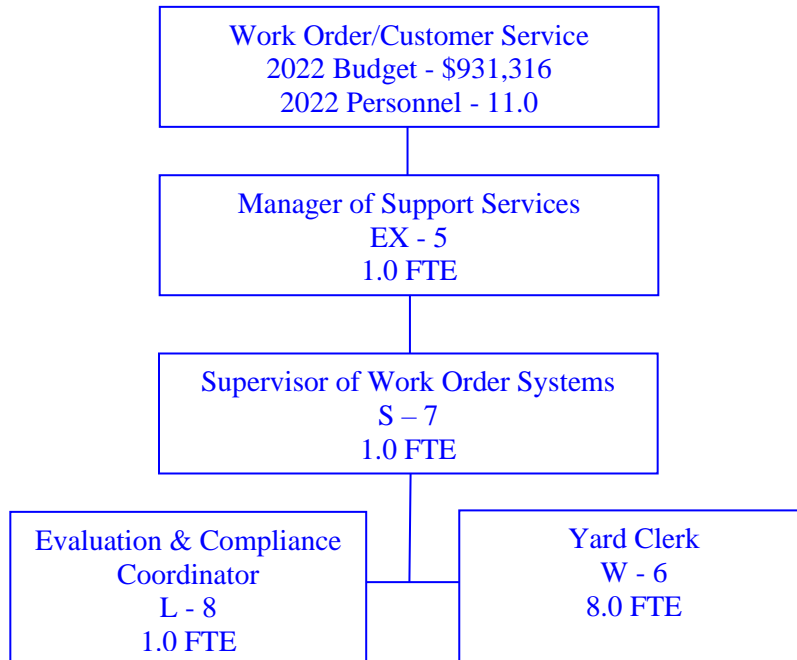 Work Order/Customer Service
2022 Budget - $931,316
2022 Personnel - 11.0
Manager of Support Services
EX - 5
1.0 FTE
Supervisor of Work Order Systems
S – 7
1.0 FTE
Evaluation & Compliance
Coordinator
L - 8
1.0 FTE
Yard Clerk
W - 6
8.0 FTE